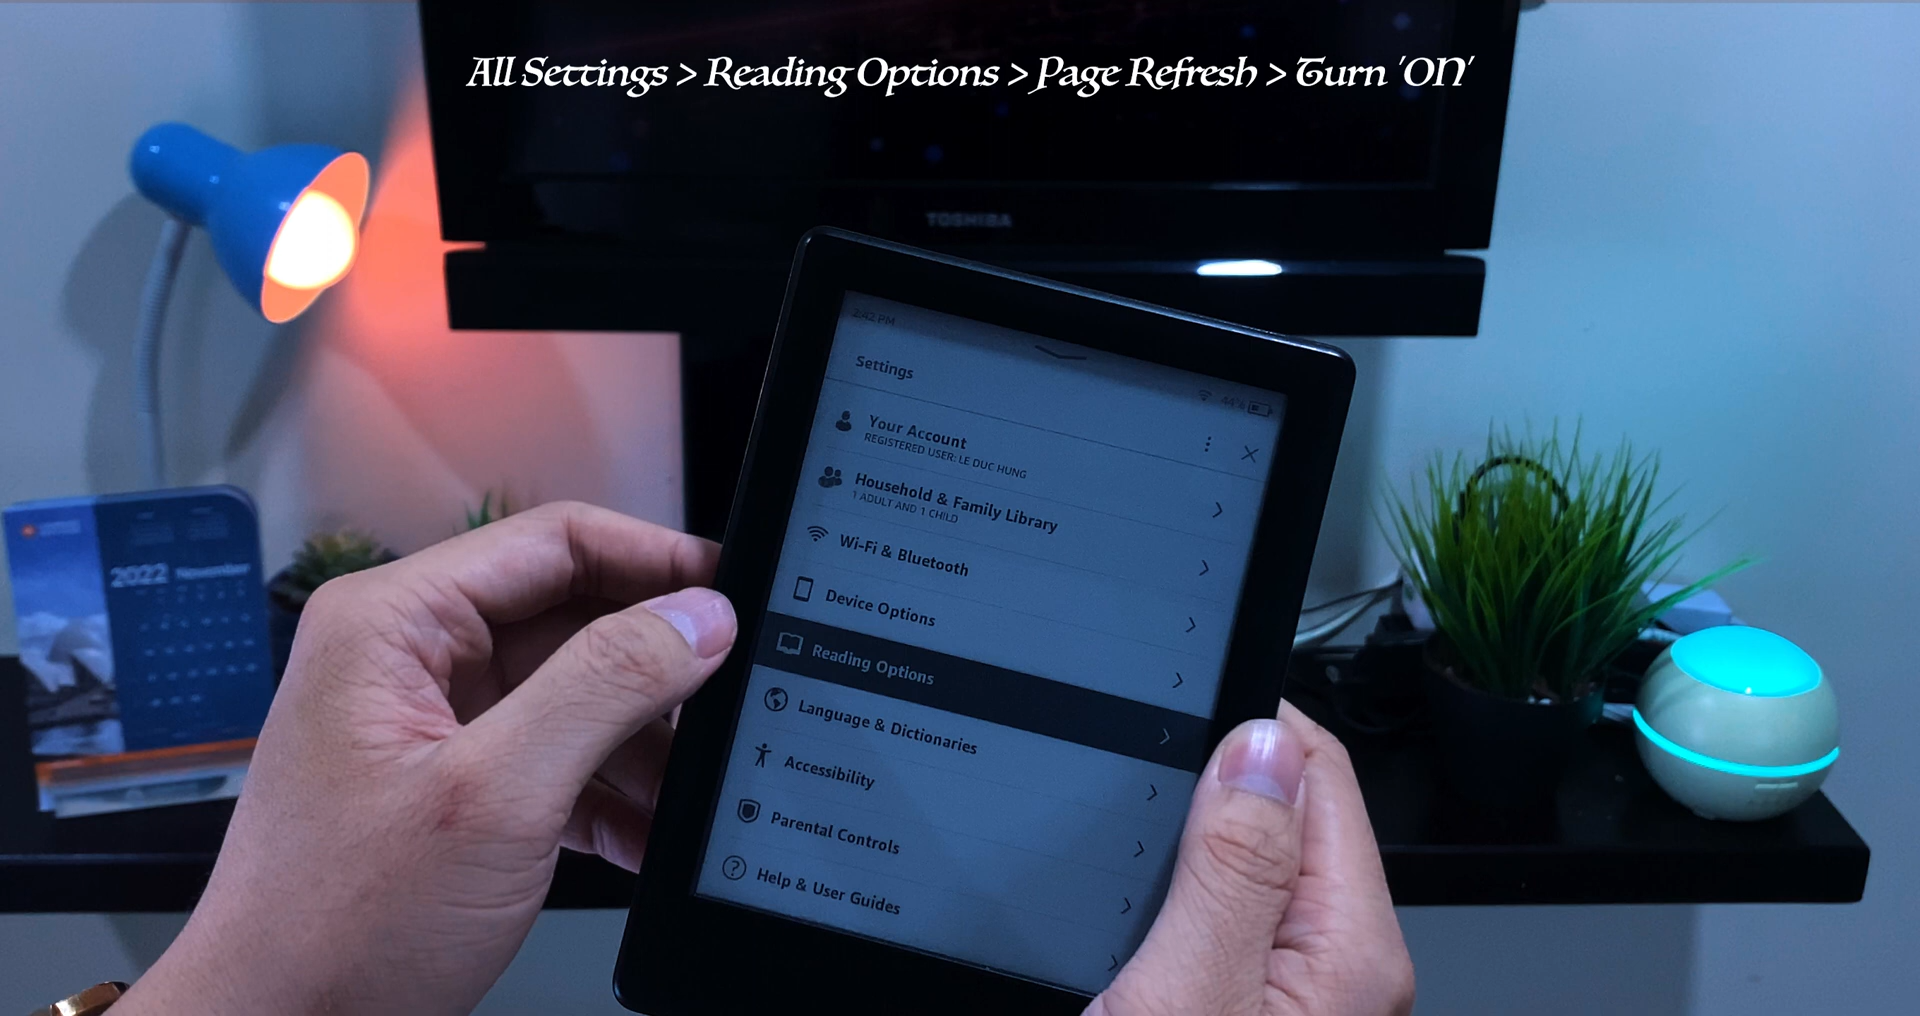 All Settings > Reading Options > Page Refresh > Turn 'ON'
TOSHIBA
2:42 PM
44%
Settings
Your Account
REGISTERED USER: LE DUC HUNG
Household & Family Library
1 ADULT AND 1 CHILD
Wi-Fi & Bluetooth
Device Options
Reading Options
Language & Dictionaries
Accessibility
Parental Controls
Help & User Guides
2022 November